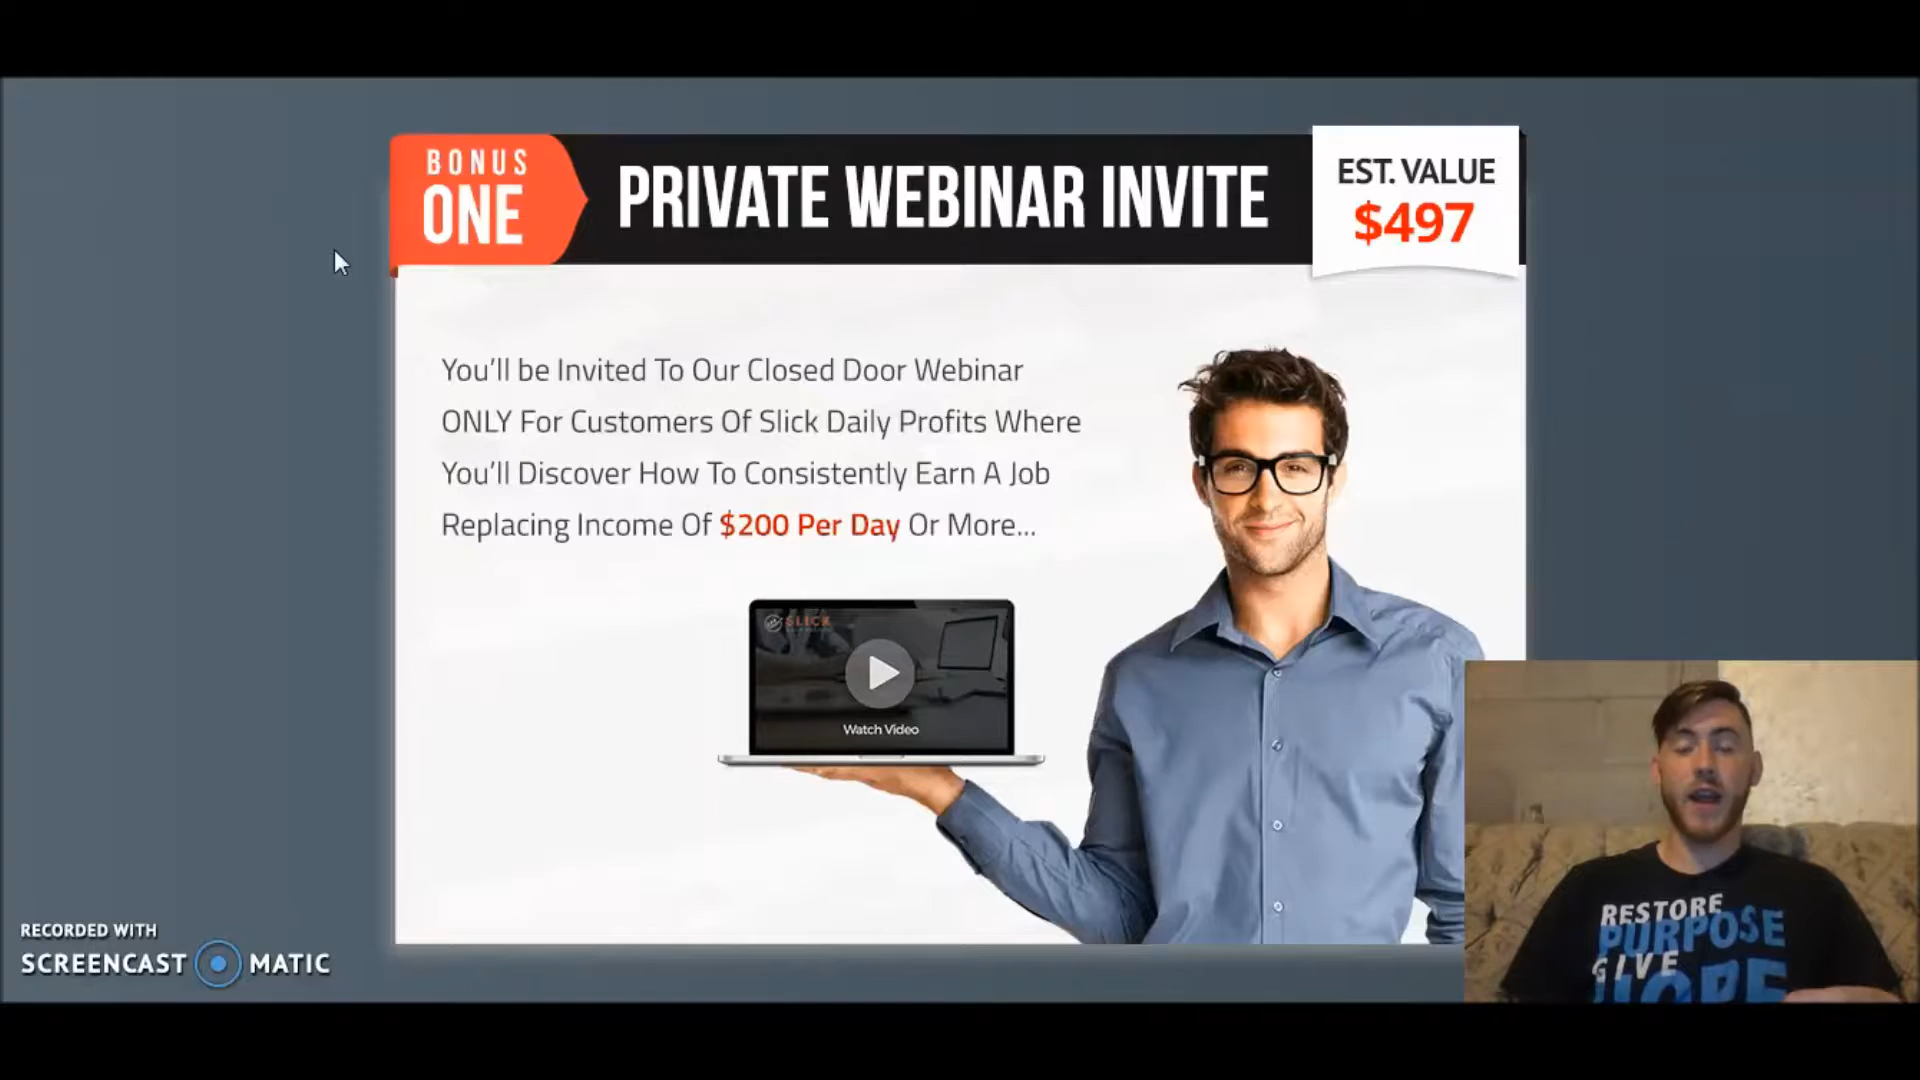 BONUS
ONE
PRIVATE WEBINAR INVITE
EST. VALUE
$497
You’ll be Invited To Our Closed Door Webinar
ONLY For Customers Of Slick Daily Profits Where
You’ll Discover How To Consistently Earn A Job
Replacing Income Of $200 Per Day Or More...
SLICK
Watch Video
RESTORE
PURPOSE
GIVE
HOPE
RECORDED WITH
SCREENCAST MATIC